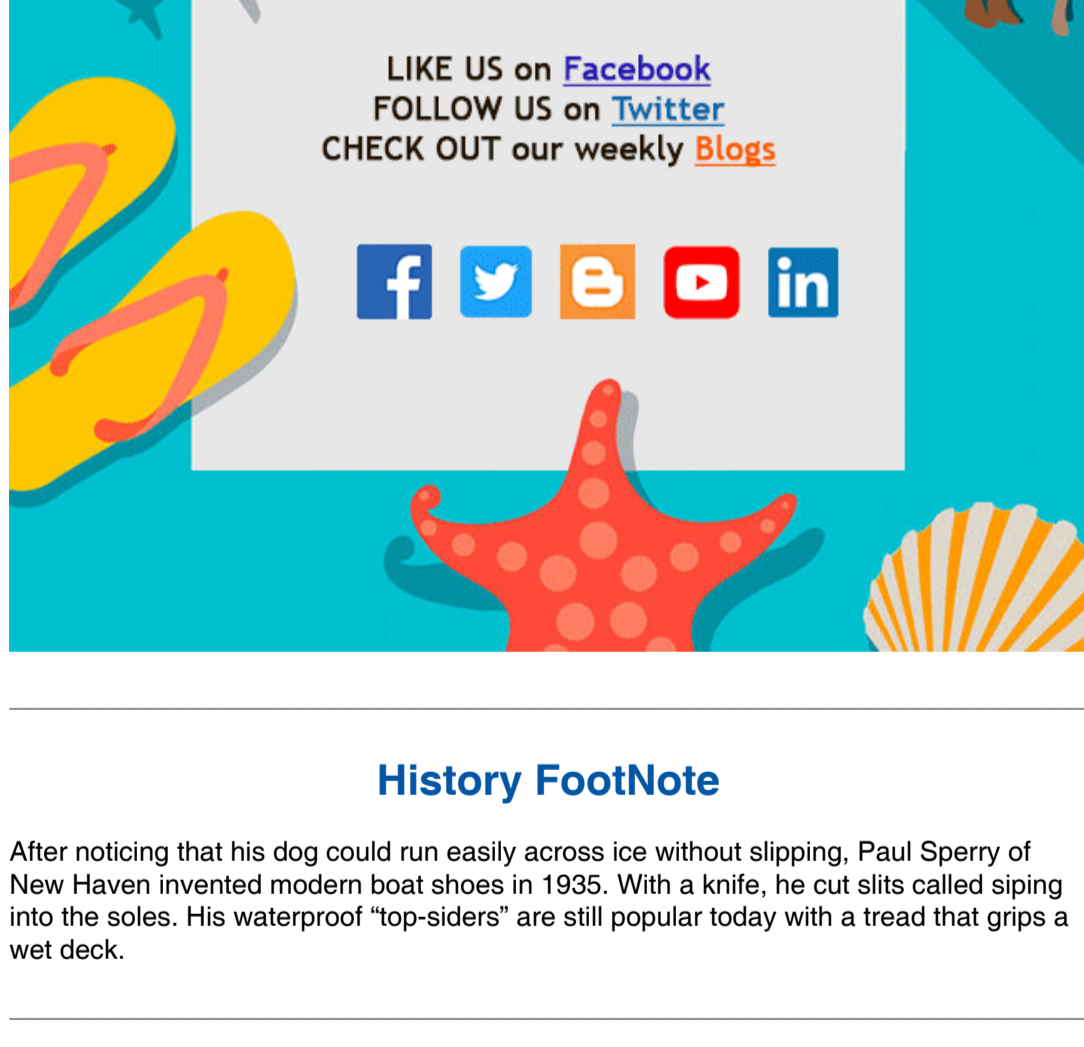 LIKE US on Facebook
FOLLOW US on Twitter
CHECK OUT our weekly Blogs
f B in
History FootNote
After noticing that his dog could run easily across ice without slipping, Paul Sperry of
New Haven invented modern boat shoes in 1935. With a knife, he cut slits called siping
into the soles. His waterproof “top-siders” are still popular today with a tread that grips a
wet deck.